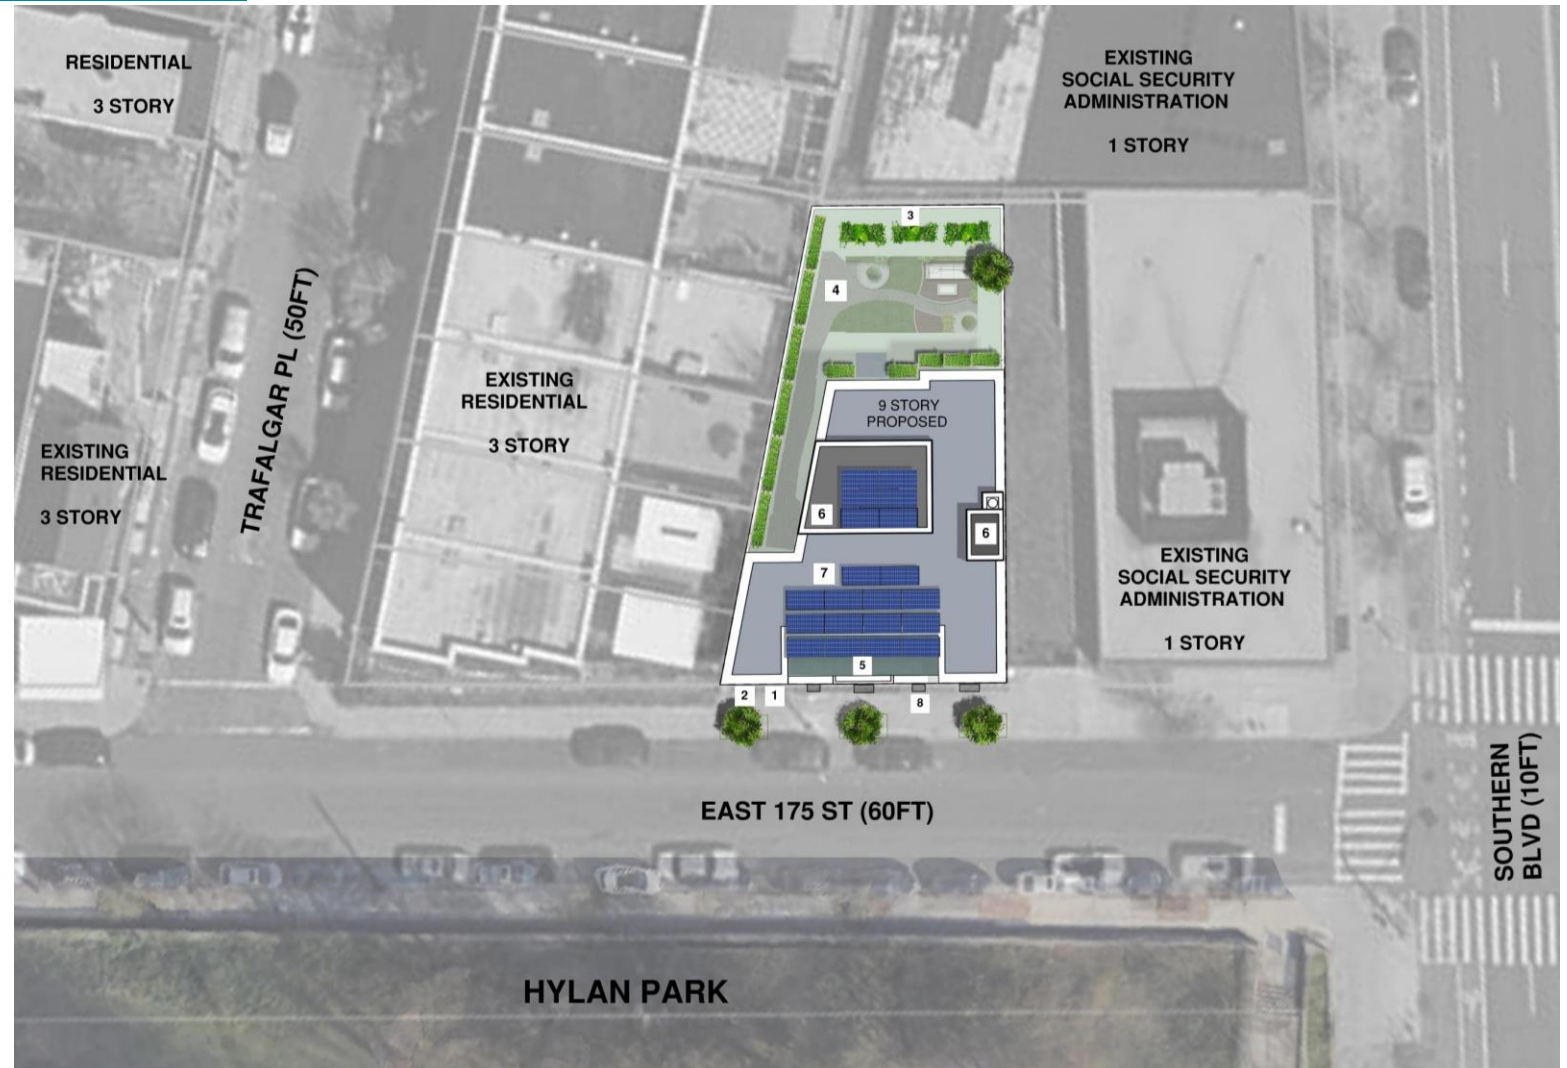 RESIDENTIAL
3 STORY
EXISTING
SOCIAL SECURITY
ADMINISTRATION
1 STORY
3
4
TRAFALGAR PL (50FT)
EXISTING
RESIDENTIAL
3 STORY
9 STORY
PROPOSED
EXISTING
RESIDENTIAL
3 STORY
6
6
EXISTING
SOCIAL SECURITY
ADMINISTRATION
1 STORY
7
5
2
1
8
EAST 175 ST (60FT)
SOUTHERN
BLVD (10FT)
HYLAN PARK